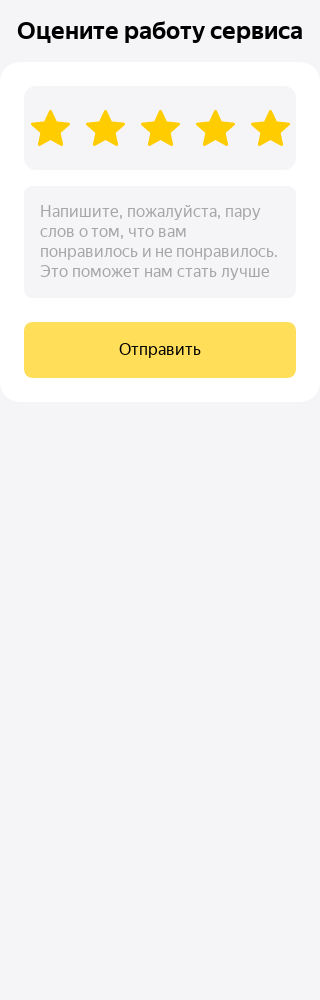 Оцените работу сервиса
Напишите, пожалуйста, пару
слов о том, что вам
понравилось и не понравилось.
Это поможет нам стать лучше
Отправить